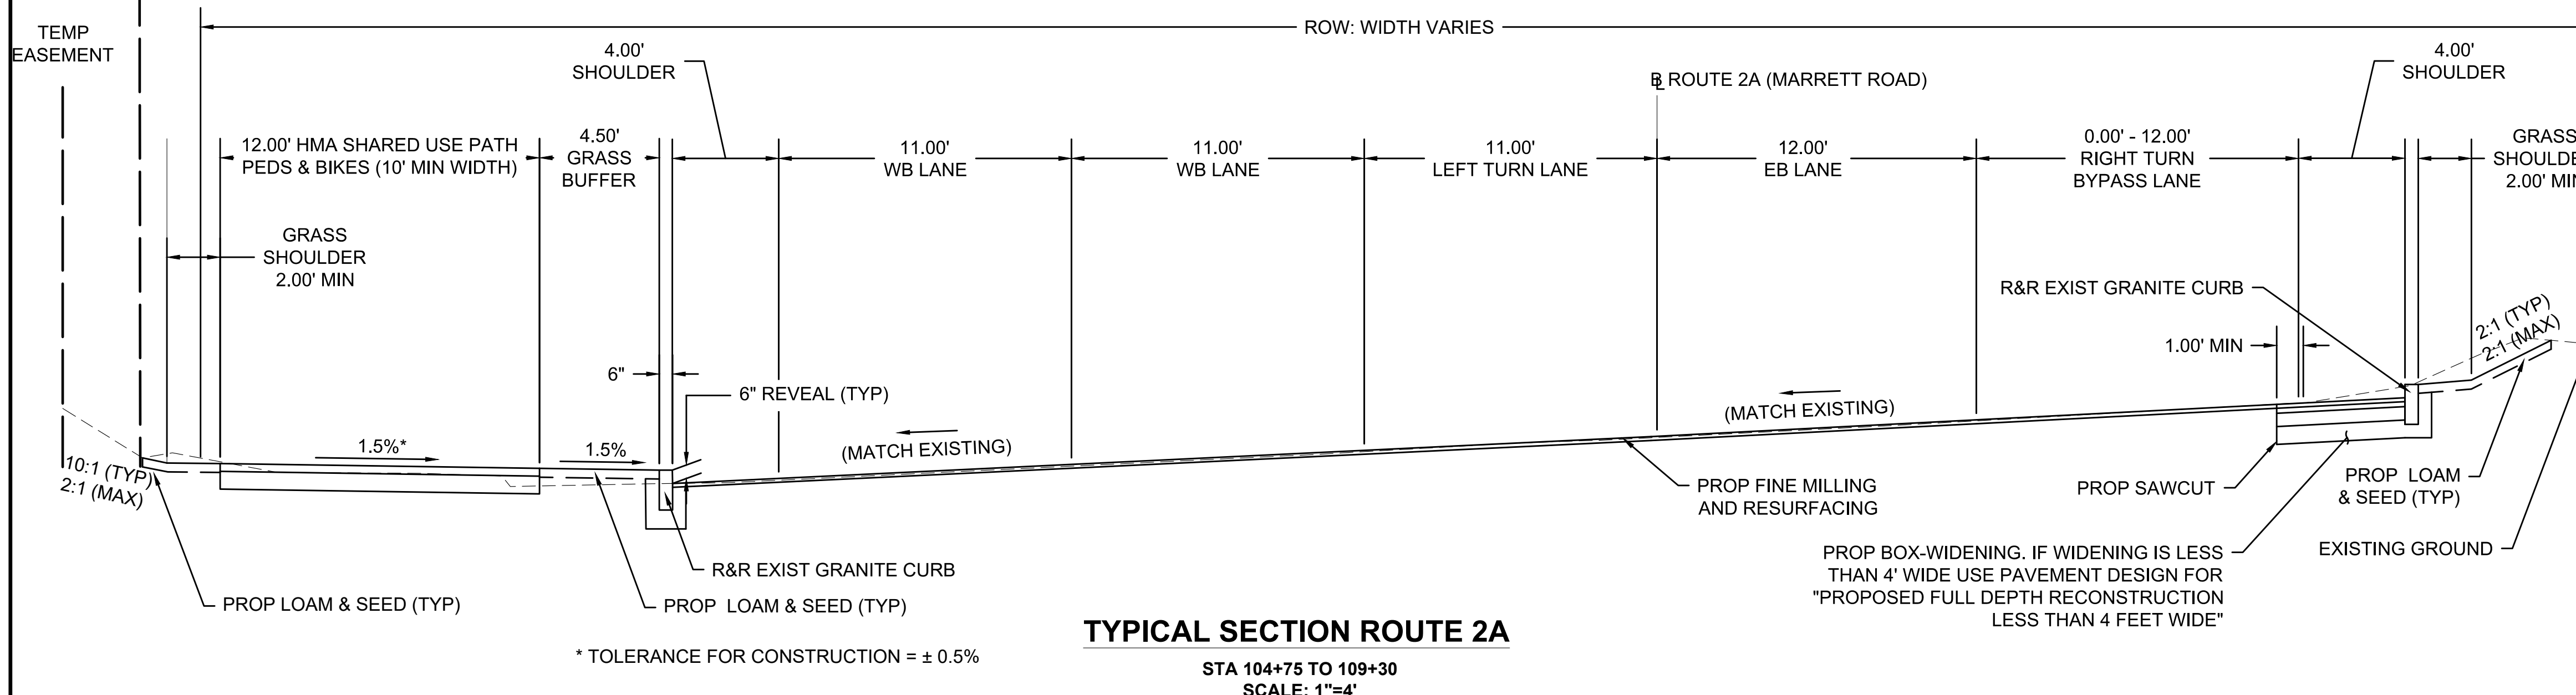 ROW: WIDTH VARIES
TEMP
EASEMENT
4.00'
SHOULDER
4.00'
SHOULDER
ROUTE 2A (MARRETT ROAD)
12.00' HMA SHARED USE PATH
PEDS & BIKES (10' MIN WIDTH)
4.50'
GRASS
BUFFER
11.00'
WB LANE
11.00'
WB LANE
11.00'
LEFT TURN LANE
12.00'
EB LANE
0.00' - 12.00'
RIGHT TURN
BYPASS LANE
GRASS
SHOULDE
2.00' MIN
GRASS
SHOULDER
2.00' MIN
R&R EXIST GRANITE CURB
2:1 (TYP)
2:1 (MAX)
1.00' MIN
6"
6" REVEAL (TYP)
(MATCH EXISTING)
(MATCH EXISTING)
1.5%*
1.5%
10:1 (TYP)
2:1 (MAX)
PROP FINE MILLING
AND RESURFACING
PROP SAWCUT
PROP LOAM
& SEED (TYP)
PROP BOX-WIDENING. IF WIDENING IS LESS
THAN 4' WIDE USE PAVEMENT DESIGN FOR
"PROPOSED FULL DEPTH RECONSTRUCTION
LESS THAN 4 FEET WIDE"
EXISTING GROUND
R&R EXIST GRANITE CURB
PROP LOAM & SEED (TYP)
PROP LOAM & SEED (TYP)
TYPICAL SECTION ROUTE 2A
* TOLERANCE FOR CONSTRUCTION = ± 0.5%
STA 104+75 TO 109+30
SCALE: 1"=4'